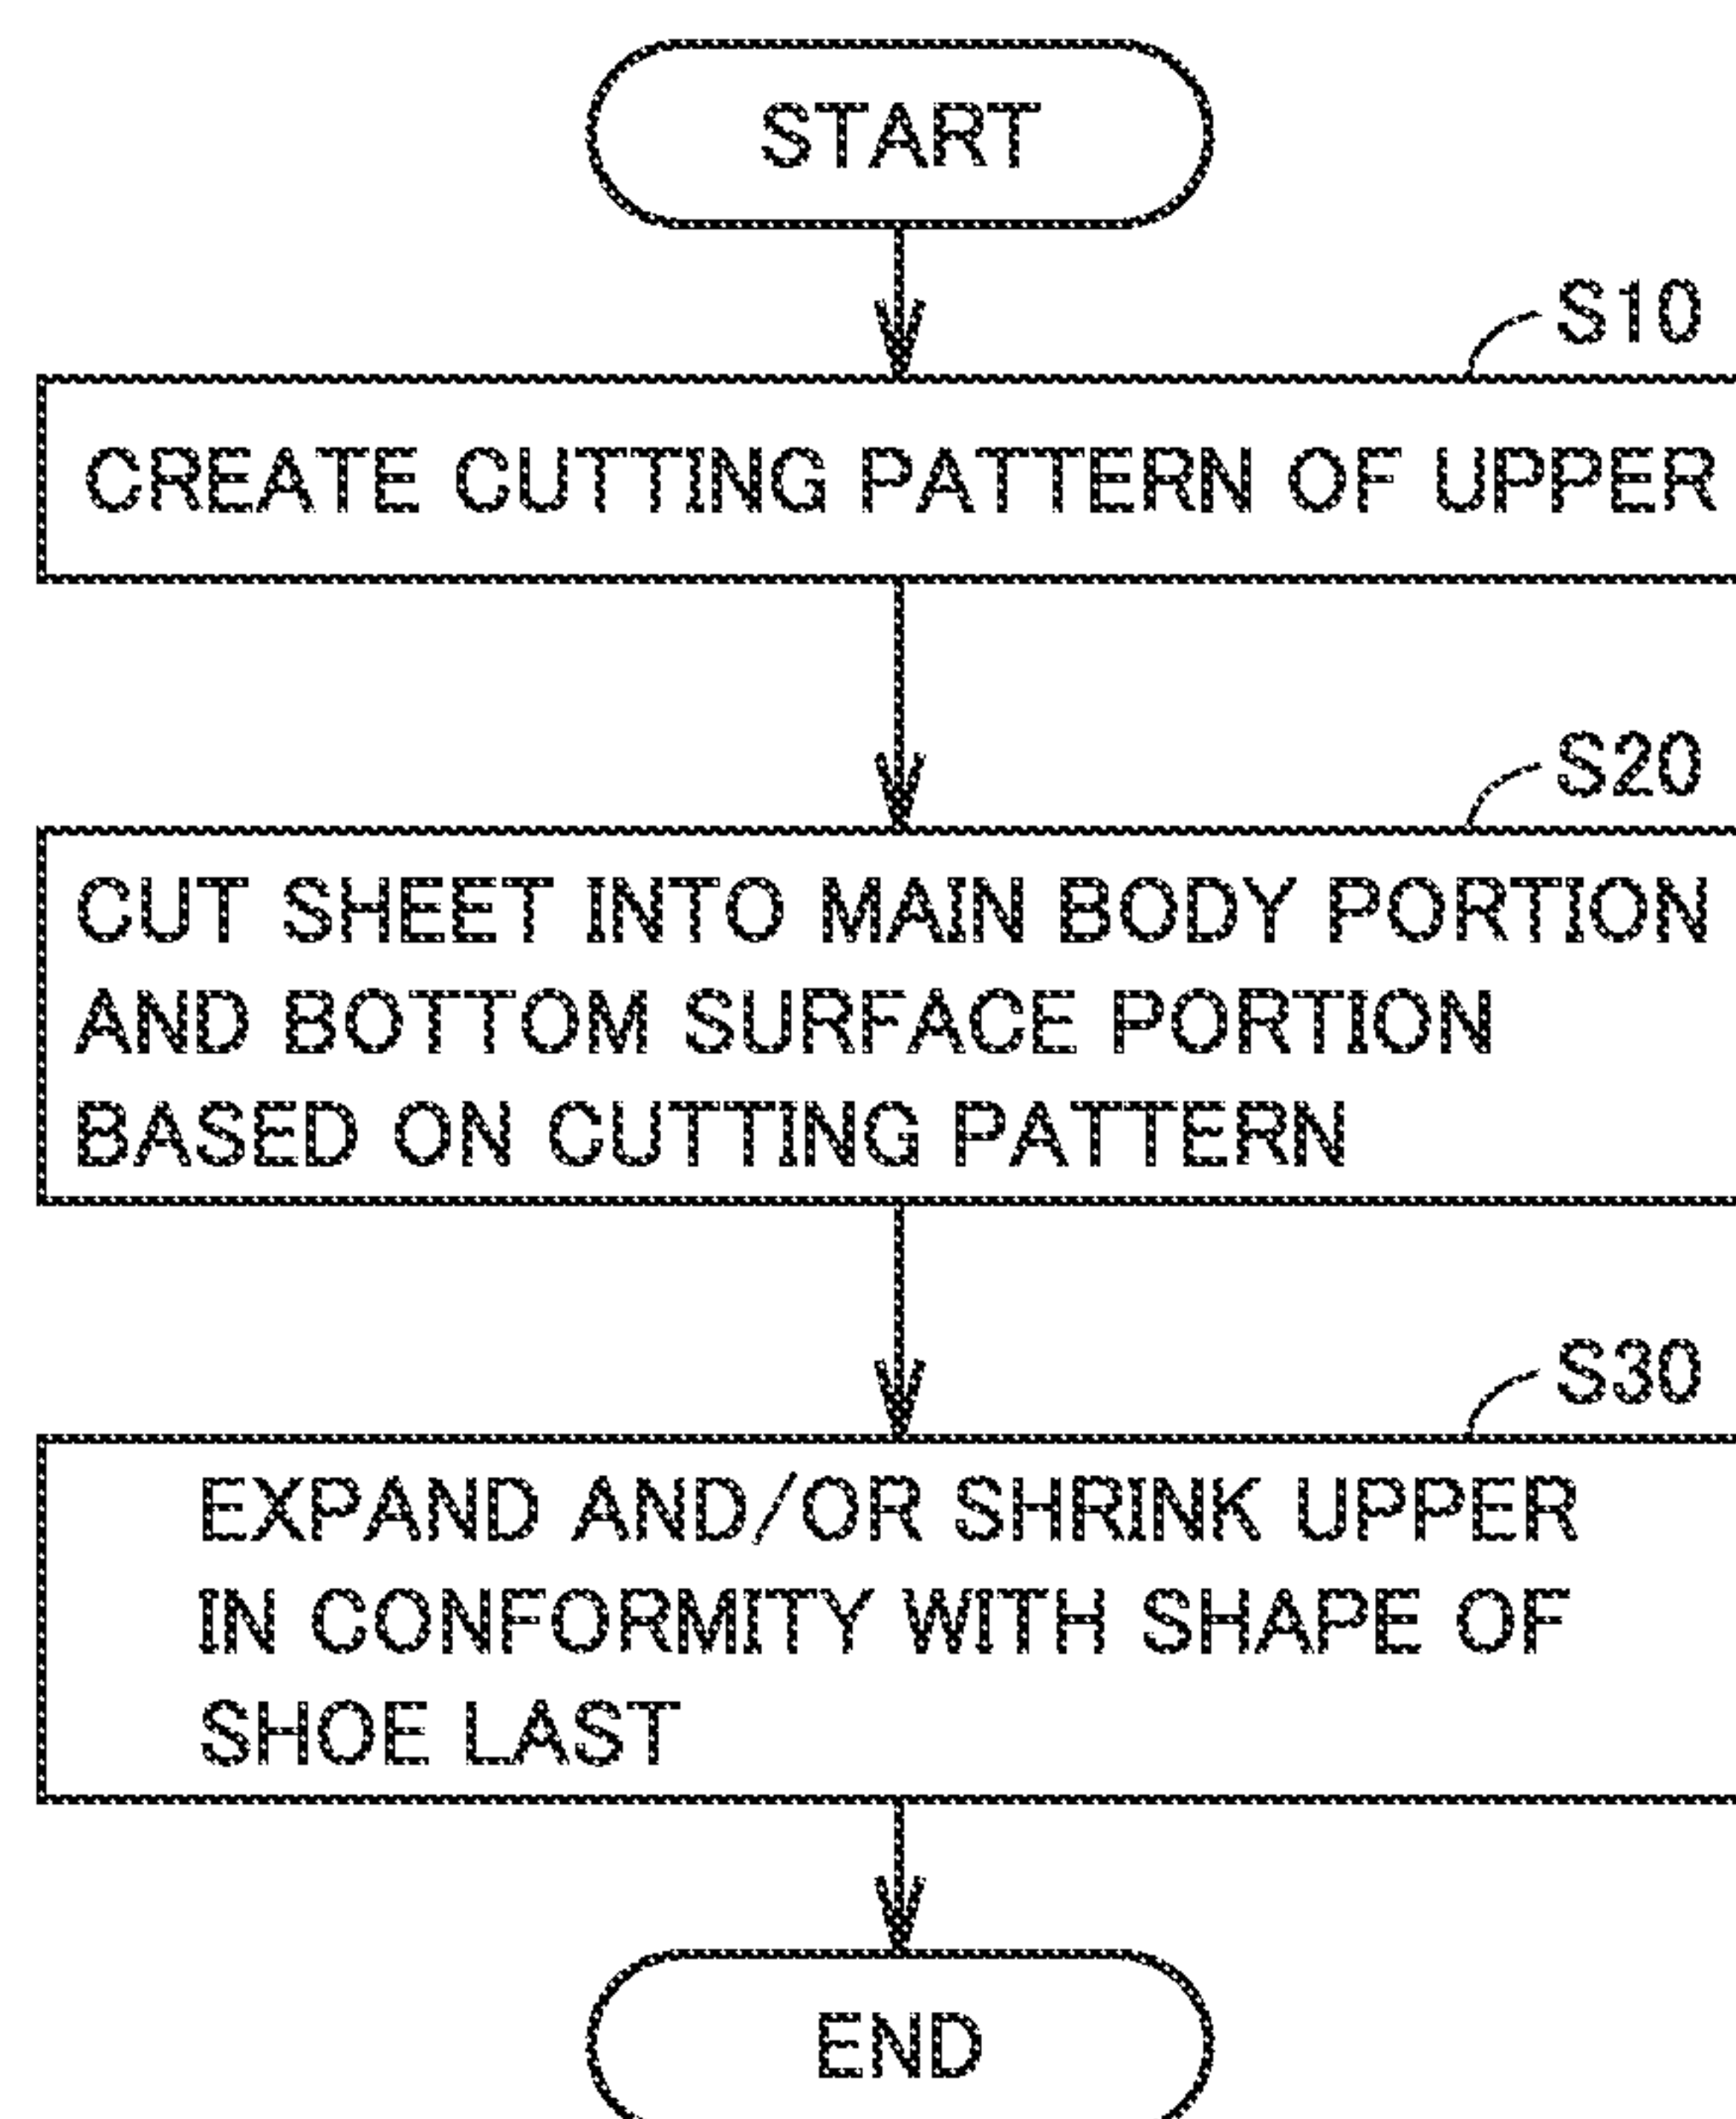 START
S10
CREATE CUTTING PATTERN OF UPPER
S20
CUT SHEET INTO MAIN BODY PORTION
AND BOTTOM SURFACE PORTION
BASED ON CUTTING PATTERN
S30
EXPAND AND/OR SHRINK UPPER
IN CONFORMITY WITH SHAPE OF
SHOE LAST
END